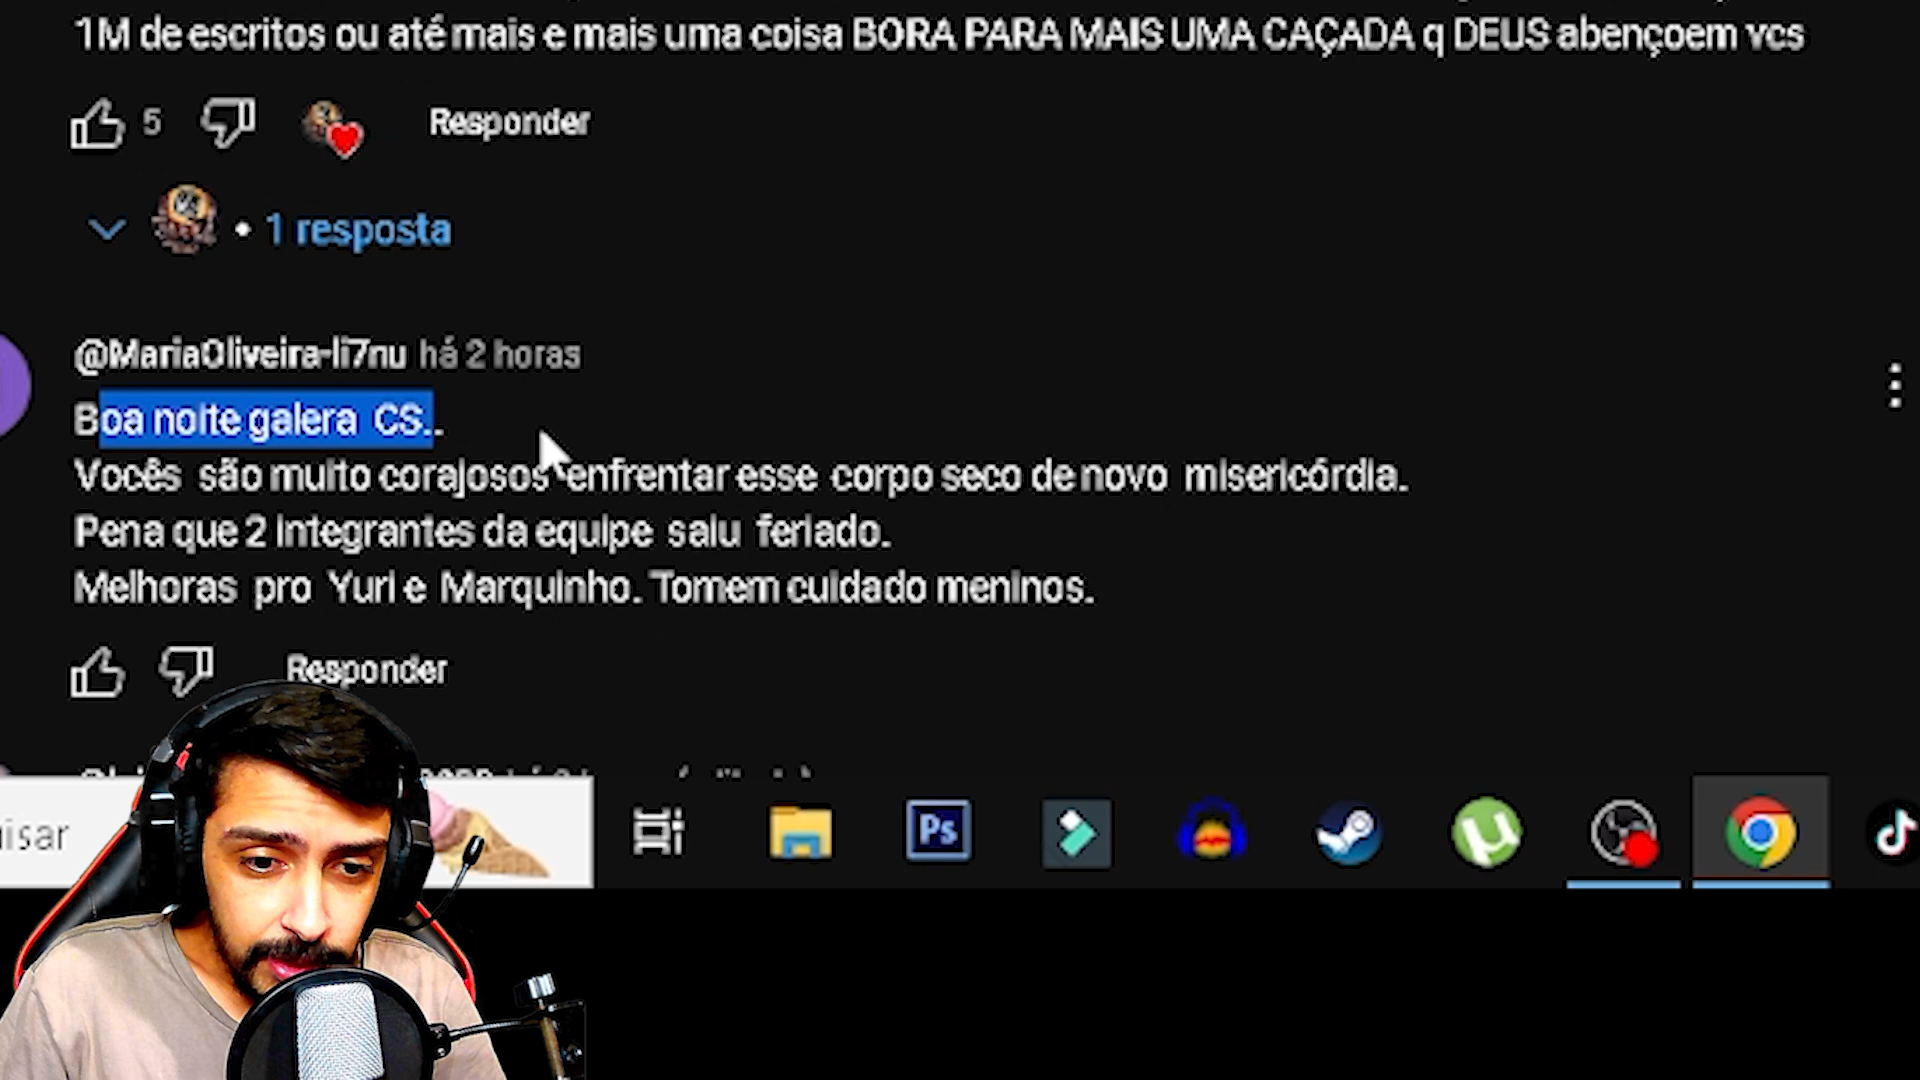 1M de escritos ou até mais e mais uma coisa BORA PARA MAIS UMA CAÇADA q DEUS abençoem vcs
5 Responder
• 1 resposta
@MariaOliveira-li7nu há 2 horas
Boa noite galera CS..
Vocês são muito corajosos enfrentar esse corpo seco de novo misericórdia.
Pena que 2 integrantes da equipe saiu feriado.
Melhoras pro Yuri e Marquinho. Tomem cuidado meninos.
Responder
isar
Ps